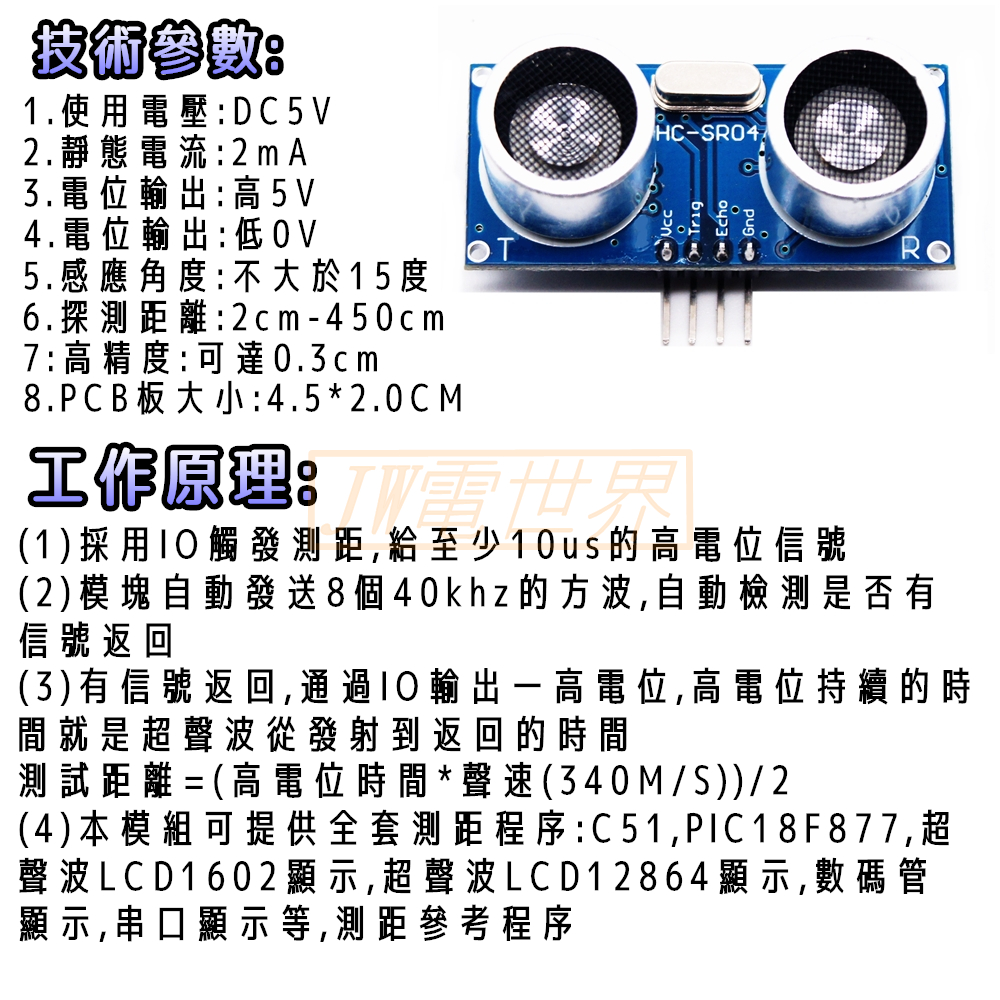 技術參數:
1.使用電壓:DC5V
2.靜態電流:2mA
3.電位輸出:高5V
4.電位輸出:低0V
5.感應角度:不大於15度
6.探測距離:2cm-450cm
7:高精度:可達0.3cm
8.PCB板大小:4.5*2.0CM
HC-SR04
Vcc
Trig
Echo
Gnd
T
R
工作原理:
JW電世界
(1)採用IO觸發測距,給至少10us的高電位信號
(2)模塊自動發送8個40khz的方波,自動檢測是否有
信號返回
(3)有信號返回,通過IO輸出一高電位,高電位持續的時
間就是超聲波從發射到返回的時間
測試距離=(高電位時間*聲速(340M/S))/2
(4)本模組可提供全套測距程序:C51,PIC18F877,超
聲波LCD1602顯示,超聲波LCD12864顯示,數碼管
顯示,串口顯示等,測距參考程序